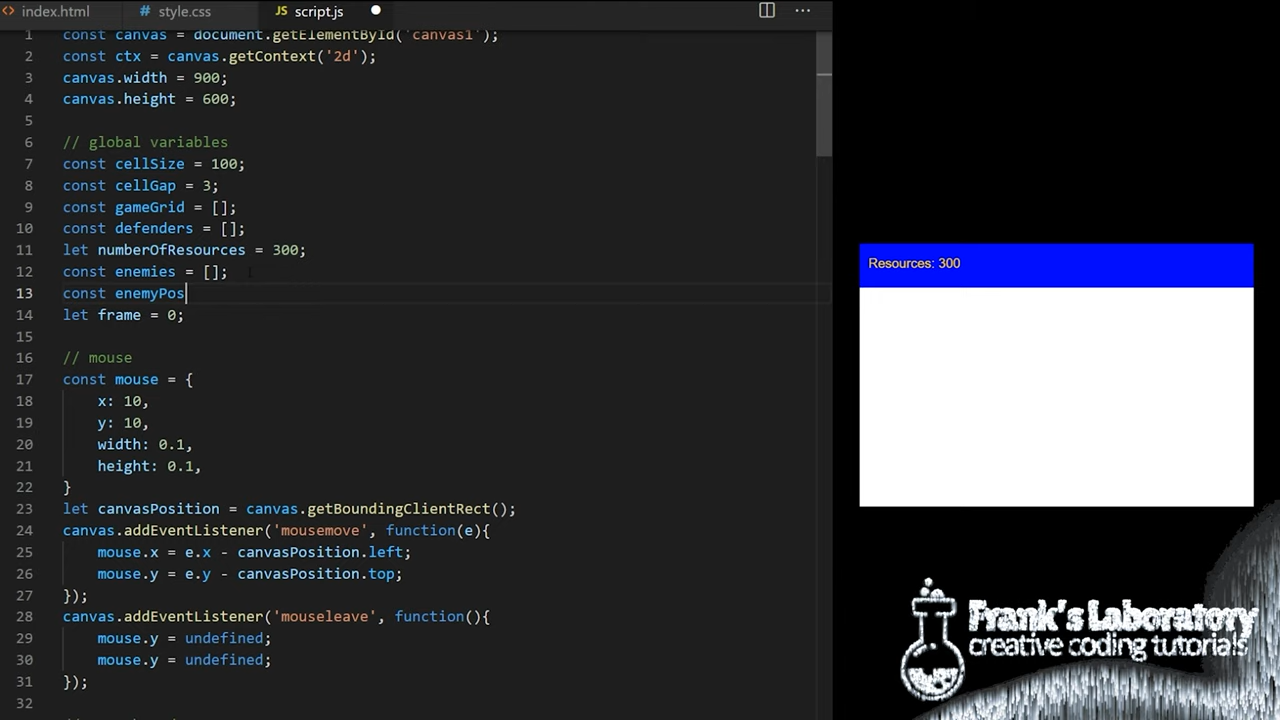 index.html
# style.css
JS script.js
1 const canvas = document.getElementById('canvas1');
2 const ctx = canvas.getContext('2d');
3 canvas.width = 900;
4 canvas.height = 600;
5
6 // global variables
7 const cellSize = 100;
8 const cellGap = 3;
9 const gameGrid = [];
10 const defenders = [];
11 let numberOfResources = 300;
12 const enemies = [];
13 const enemyPos
14 let frame = 0;
15
16 // mouse
17 const mouse = {
18 x: 10,
19 y: 10,
20 width: 0.1,
21 height: 0.1,
22 }
23 let canvasPosition = canvas.getBoundingClientRect();
24 canvas.addEventListener('mousemove', function(e){
25 mouse.x = e.x - canvasPosition.left;
26 mouse.y = e.y - canvasPosition.top;
27 });
28 canvas.addEventListener('mouseleave', function(){
29 mouse.y = undefined;
30 mouse.y = undefined;
31 });
32
Resources: 300
Frank's Laboratory
creative coding tutorials